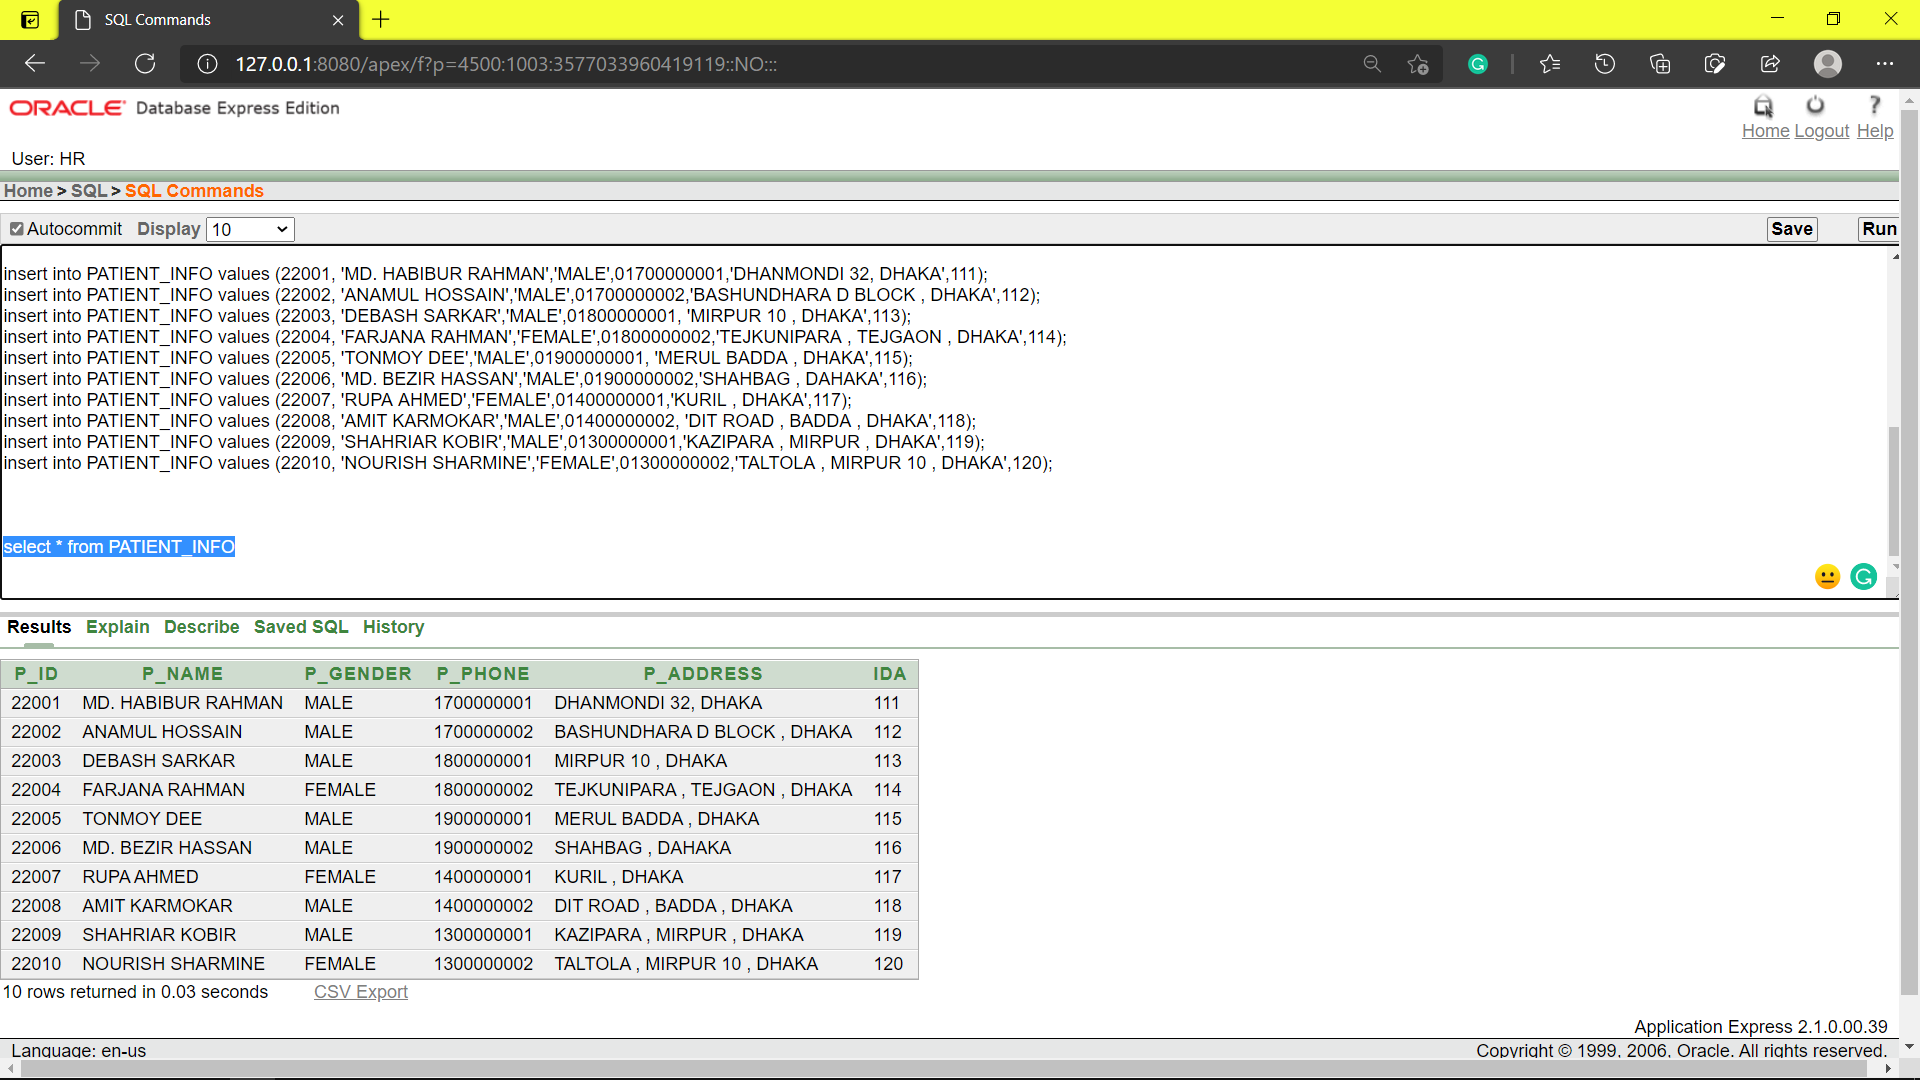 SQL Commands
127.0.0.1:8080/apex/f?p=4500:1003:3577033960419119::NO:::
ORACLE Database Express Edition
Home Logout Help
User: HR
Home > SQL > SQL Commands
Autocommit Display 10 Save Run
insert into PATIENT_INFO values (22001, 'MD. HABIBUR RAHMAN','MALE',01700000001,'DHANMONDI 32, DHAKA',111);
insert into PATIENT_INFO values (22002, 'ANAMUL HOSSAIN','MALE',01700000002,'BASHUNDHARA D BLOCK , DHAKA',112);
insert into PATIENT_INFO values (22003, 'DEBASH SARKAR','MALE',01800000001, 'MIRPUR 10 , DHAKA',113);
insert into PATIENT_INFO values (22004, 'FARJANA RAHMAN','FEMALE',01800000002,'TEJKUNIPARA , TEJGAON , DHAKA',114);
insert into PATIENT_INFO values (22005, 'TONMOY DEE','MALE',01900000001, 'MERUL BADDA , DHAKA',115);
insert into PATIENT_INFO values (22006, 'MD. BEZIR HASSAN','MALE',01900000002,'SHAHBAG , DAHAKA',116);
insert into PATIENT_INFO values (22007, 'RUPA AHMED','FEMALE',01400000001,'KURIL , DHAKA',117);
insert into PATIENT_INFO values (22008, 'AMIT KARMOKAR','MALE',01400000002, 'DIT ROAD , BADDA , DHAKA',118);
insert into PATIENT_INFO values (22009, 'SHAHRIAR KOBIR','MALE',01300000001,'KAZIPARA , MIRPUR , DHAKA',119);
insert into PATIENT_INFO values (22010, 'NOURISH SHARMINE','FEMALE',01300000002,'TALTOLA , MIRPUR 10 , DHAKA',120);
select * from PATIENT_INFO
Results Explain Describe Saved SQL History
P_ID P_NAME P_GENDER P_PHONE P_ADDRESS IDA
22001 MD. HABIBUR RAHMAN MALE 1700000001 DHANMONDI 32, DHAKA 111
22002 ANAMUL HOSSAIN MALE 1700000002 BASHUNDHARA D BLOCK , DHAKA 112
22003 DEBASH SARKAR MALE 1800000001 MIRPUR 10 , DHAKA 113
22004 FARJANA RAHMAN FEMALE 1800000002 TEJKUNIPARA , TEJGAON , DHAKA 114
22005 TONMOY DEE MALE 1900000001 MERUL BADDA , DHAKA 115
22006 MD. BEZIR HASSAN MALE 1900000002 SHAHBAG , DAHAKA 116
22007 RUPA AHMED FEMALE 1400000001 KURIL , DHAKA 117
22008 AMIT KARMOKAR MALE 1400000002 DIT ROAD , BADDA , DHAKA 118
22009 SHAHRIAR KOBIR MALE 1300000001 KAZIPARA , MIRPUR , DHAKA 119
22010 NOURISH SHARMINE FEMALE 1300000002 TALTOLA , MIRPUR 10 , DHAKA 120
10 rows returned in 0.03 seconds CSV Export
Application Express 2.1.0.00.39
Language: en-us Copyright © 1999, 2006, Oracle. All rights reserved.